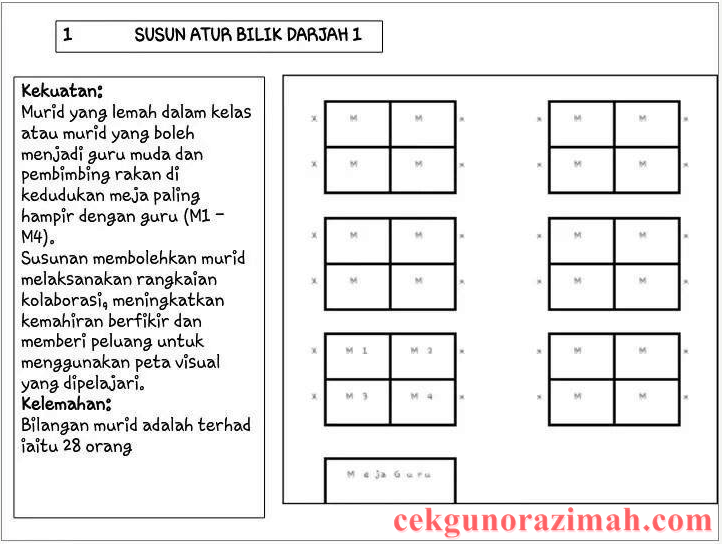 1 SUSUN ATUR BILIK DARJAH 1
Kekuatan:
Murid yang lemah dalam kelas
atau murid yang boleh
menjadi guru muda dan
pembimbing rakan di
kedudukan meja paling
hampir dengan guru (M1 –
M4).
Susunan membolehkan murid
melaksanakan rangkaian
kolaborasi, meningkatkan
kemahiran berfikir dan
memberi peluang untuk
menggunakan peta visual
yang dipelajari.
Kelemahan:
Bilangan murid adalah terhad
iaitu 28 orang
X M M x x M M x
X M M x x M M x
X M M x x M M x
X M M x x M M x
X M 1 M 2 x x M M x
X M 3 M 4 x x M M x
Meja Guru
cekgunorazimah.com